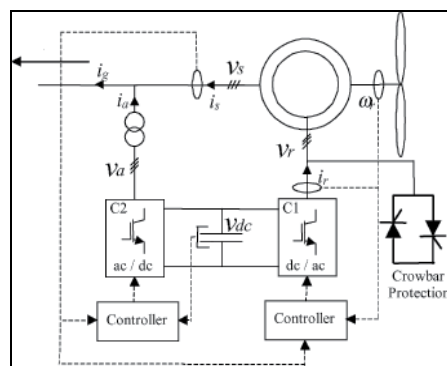 i_g
i_a
i_s
v_s
ω_r
v_r
v_a
i_r
C2
ac / dc
v_dc
C1
dc / ac
Crowbar
Protection
Controller
Controller